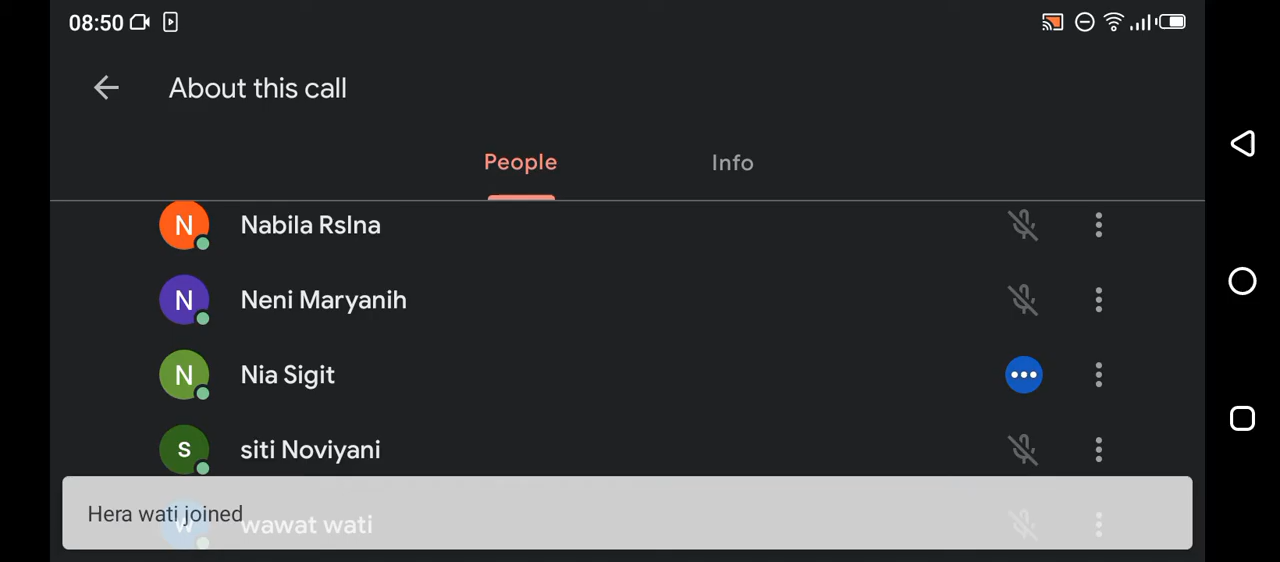 08:50
About this call
People
Info
N
Nabila Rslna
N
Neni Maryanih
N
Nia Sigit
s
siti Noviyani
Hera wati joined
w
wawat wati